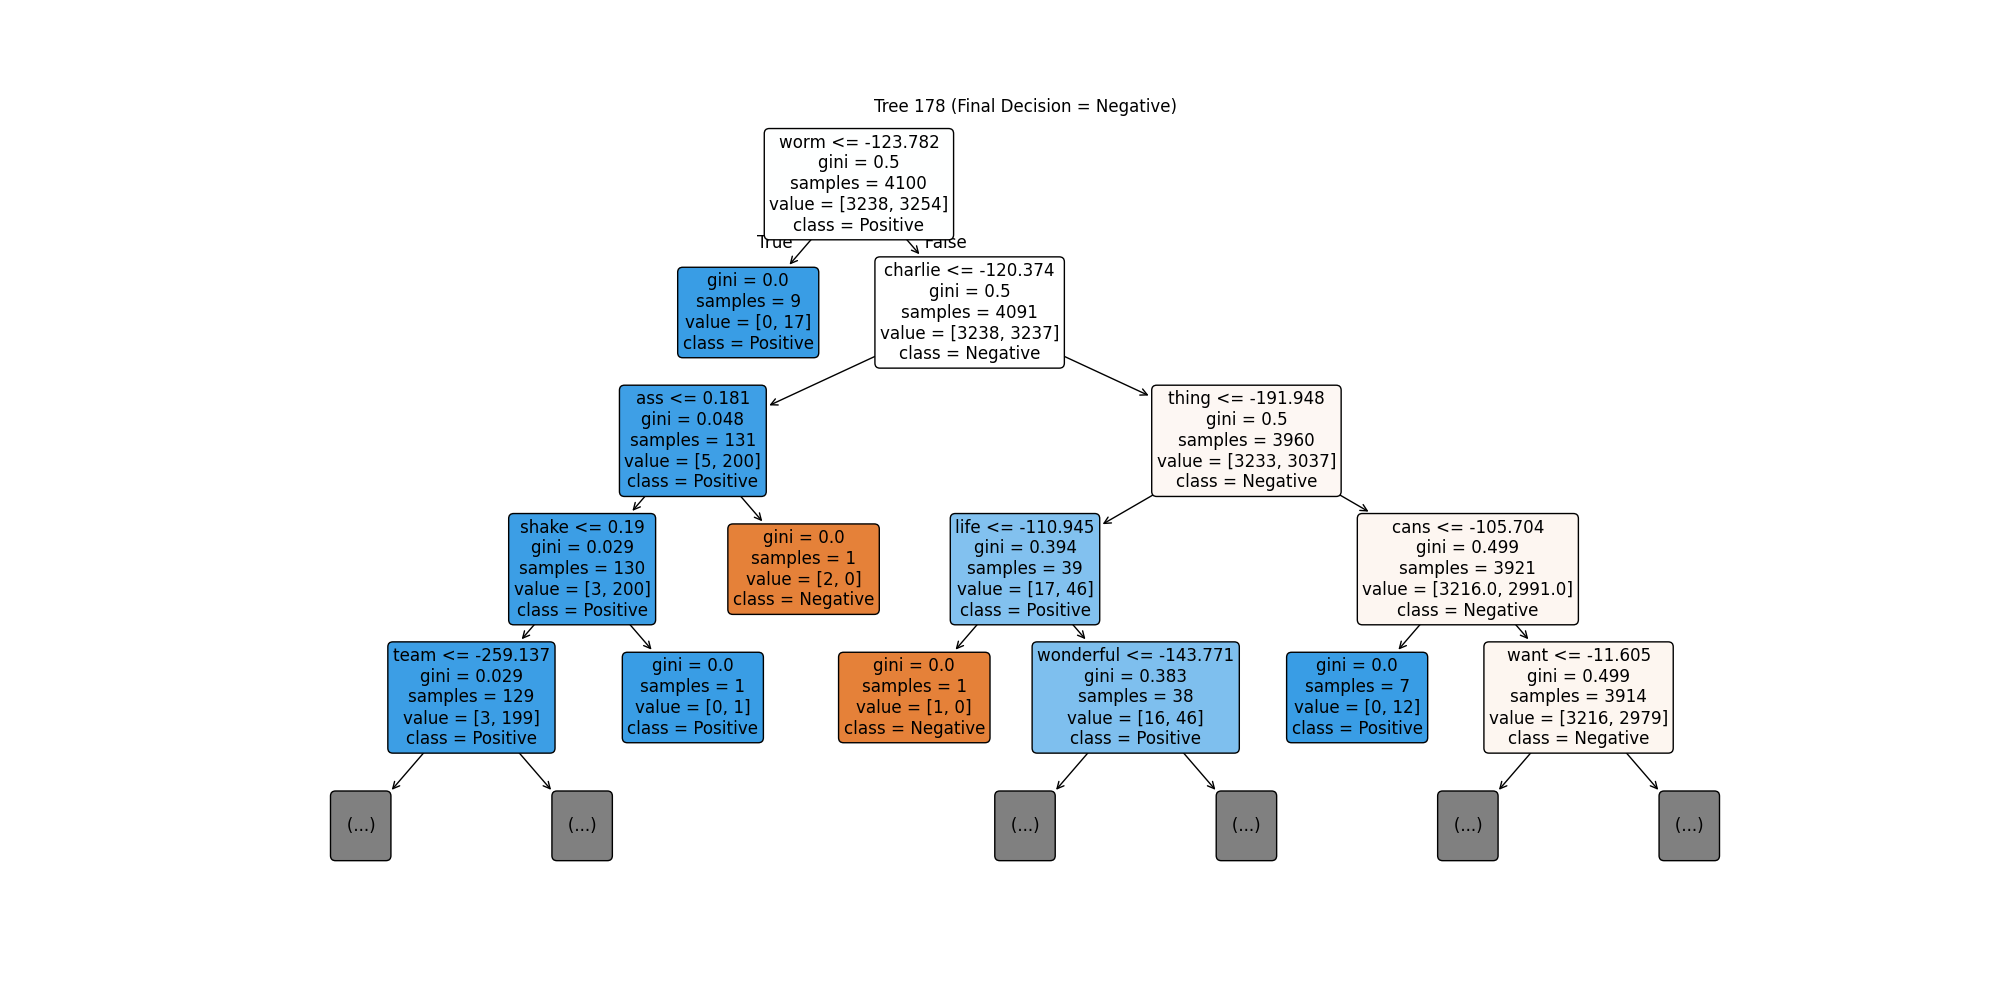 Tree 178 (Final Decision = Negative)
worm <= -123.782
gini = 0.5
samples = 4100
value = [3238, 3254]
class = Positive
True
False
gini = 0.0
samples = 9
value = [0, 17]
class = Positive
charlie <= -120.374
gini = 0.5
samples = 4091
value = [3238, 3237]
class = Negative
ass <= 0.181
gini = 0.048
samples = 131
value = [5, 200]
class = Positive
thing <= -191.948
gini = 0.5
samples = 3960
value = [3233, 3037]
class = Negative
shake <= 0.19
gini = 0.029
samples = 130
value = [3, 200]
class = Positive
gini = 0.0
samples = 1
value = [2, 0]
class = Negative
life <= -110.945
gini = 0.394
samples = 39
value = [17, 46]
class = Positive
cans <= -105.704
gini = 0.499
samples = 3921
value = [3216.0, 2991.0]
class = Negative
team <= -259.137
gini = 0.029
samples = 129
value = [3, 199]
class = Positive
gini = 0.0
samples = 1
value = [0, 1]
class = Positive
gini = 0.0
samples = 1
value = [1, 0]
class = Negative
wonderful <= -143.771
gini = 0.383
samples = 38
value = [16, 46]
class = Positive
gini = 0.0
samples = 7
value = [0, 12]
class = Positive
want <= -11.605
gini = 0.499
samples = 3914
value = [3216, 2979]
class = Negative
(...)
(...)
(...)
(...)
(...)
(...)